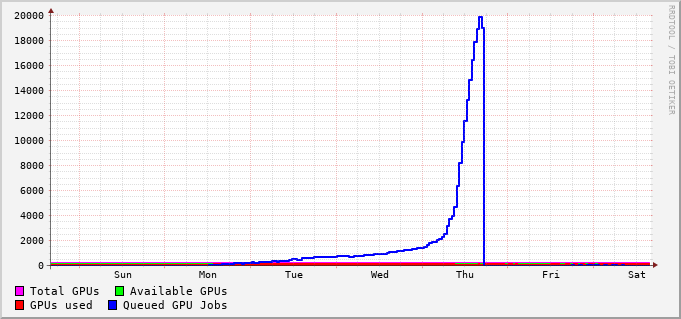 20000
18000
16000
14000
12000
10000
8000
6000
4000
2000
0
Sun Mon Tue Wed Thu Fri Sat
Total GPUs Available GPUs
GPUs used Queued GPU Jobs
RRDTOOL / TOBI OETIKER